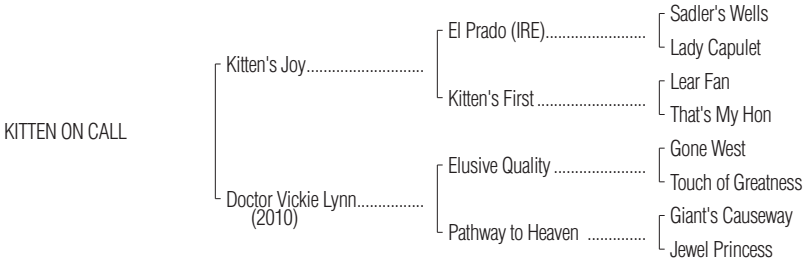 Sadler's Wells
El Prado (IRE)........................
Lady Capulet
Kitten's Joy............................
Lear Fan
Kitten's First ..........................
That's My Hon
KITTEN ON CALL
Gone West
Elusive Quality ......................
Touch of Greatness
Doctor Vickie Lynn................
(2010)
Giant's Causeway
Pathway to Heaven ..............
Jewel Princess